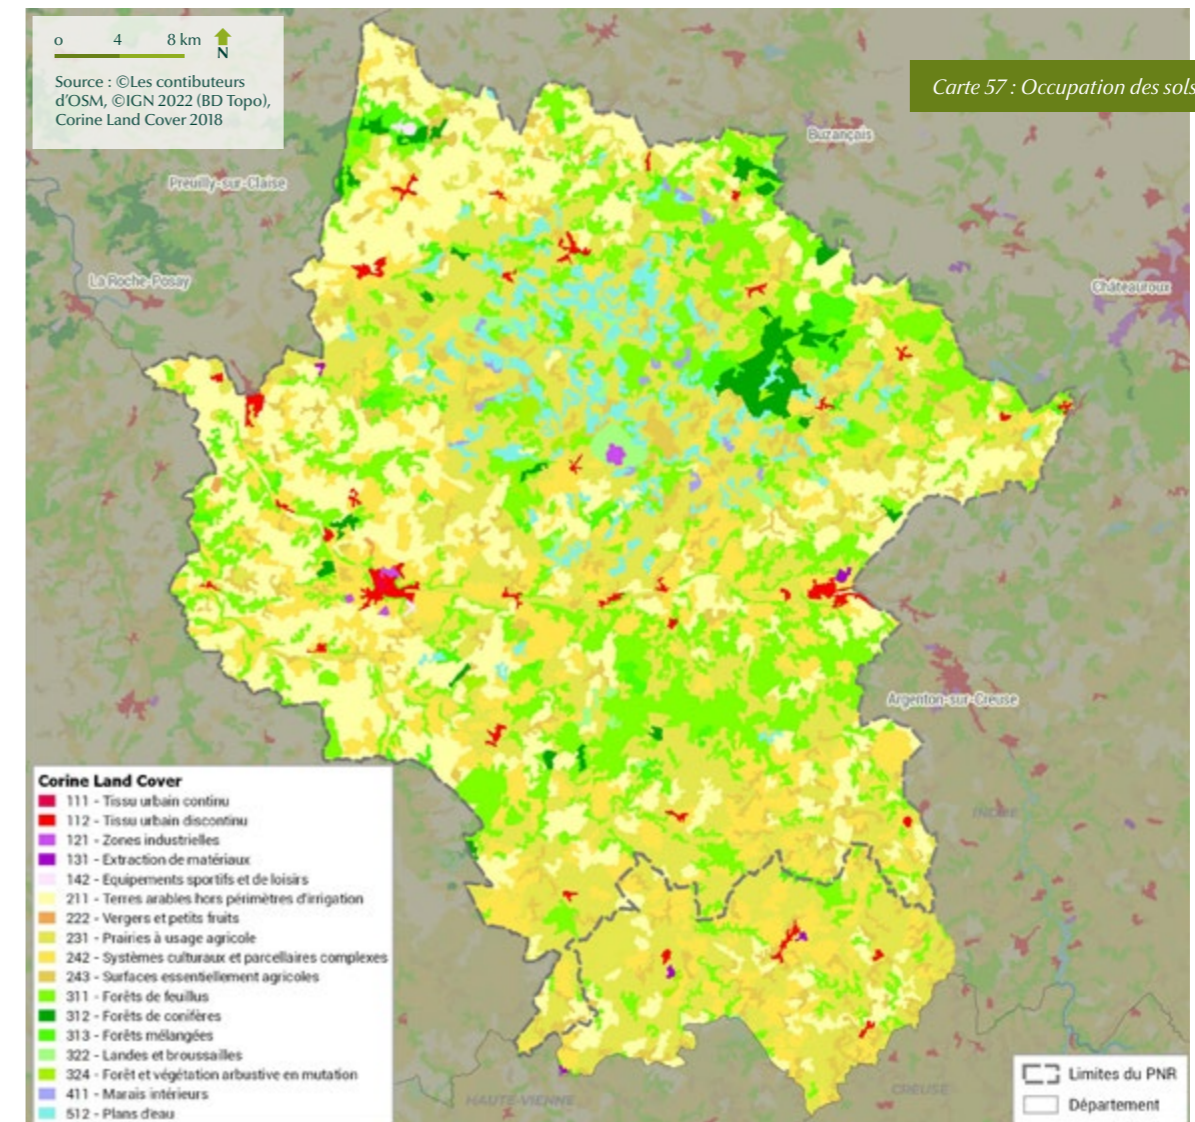 o 4 8 km
N
Source : ©Les contibuteurs
d'OSM, ©IGN 2022 (BD Topo),
Corine Land Cover 2018
Carte 57 : Occupation des sols
Buzançais
Preuilly-sur-Claise
La Roche-Posay
Châteauroux
Argenton-sur-Creuse
INDRE
Corine Land Cover
111 - Tissu urbain continu
112 - Tissu urbain discontinu
121 - Zones industrielles
131 - Extraction de matériaux
142 - Equipements sportifs et de loisirs
211 - Terres arables hors périmètres d'irrigation
222 - Vergers et petits fruits
231 - Prairies à usage agricole
242 - Systèmes culturaux et parcellaires complexes
243 - Surfaces essentiellement agricoles
311 - Forêts de feuillus
312 - Forêts de conifères
313 - Forêts mélangées
322 - Landes et broussailles
324 - Forêt et végétation arbustive en mutation
411 - Marais intérieurs
512 - Plans d'eau
HAUTE-VIENNE
CREUSE
Limites du PNR
Département